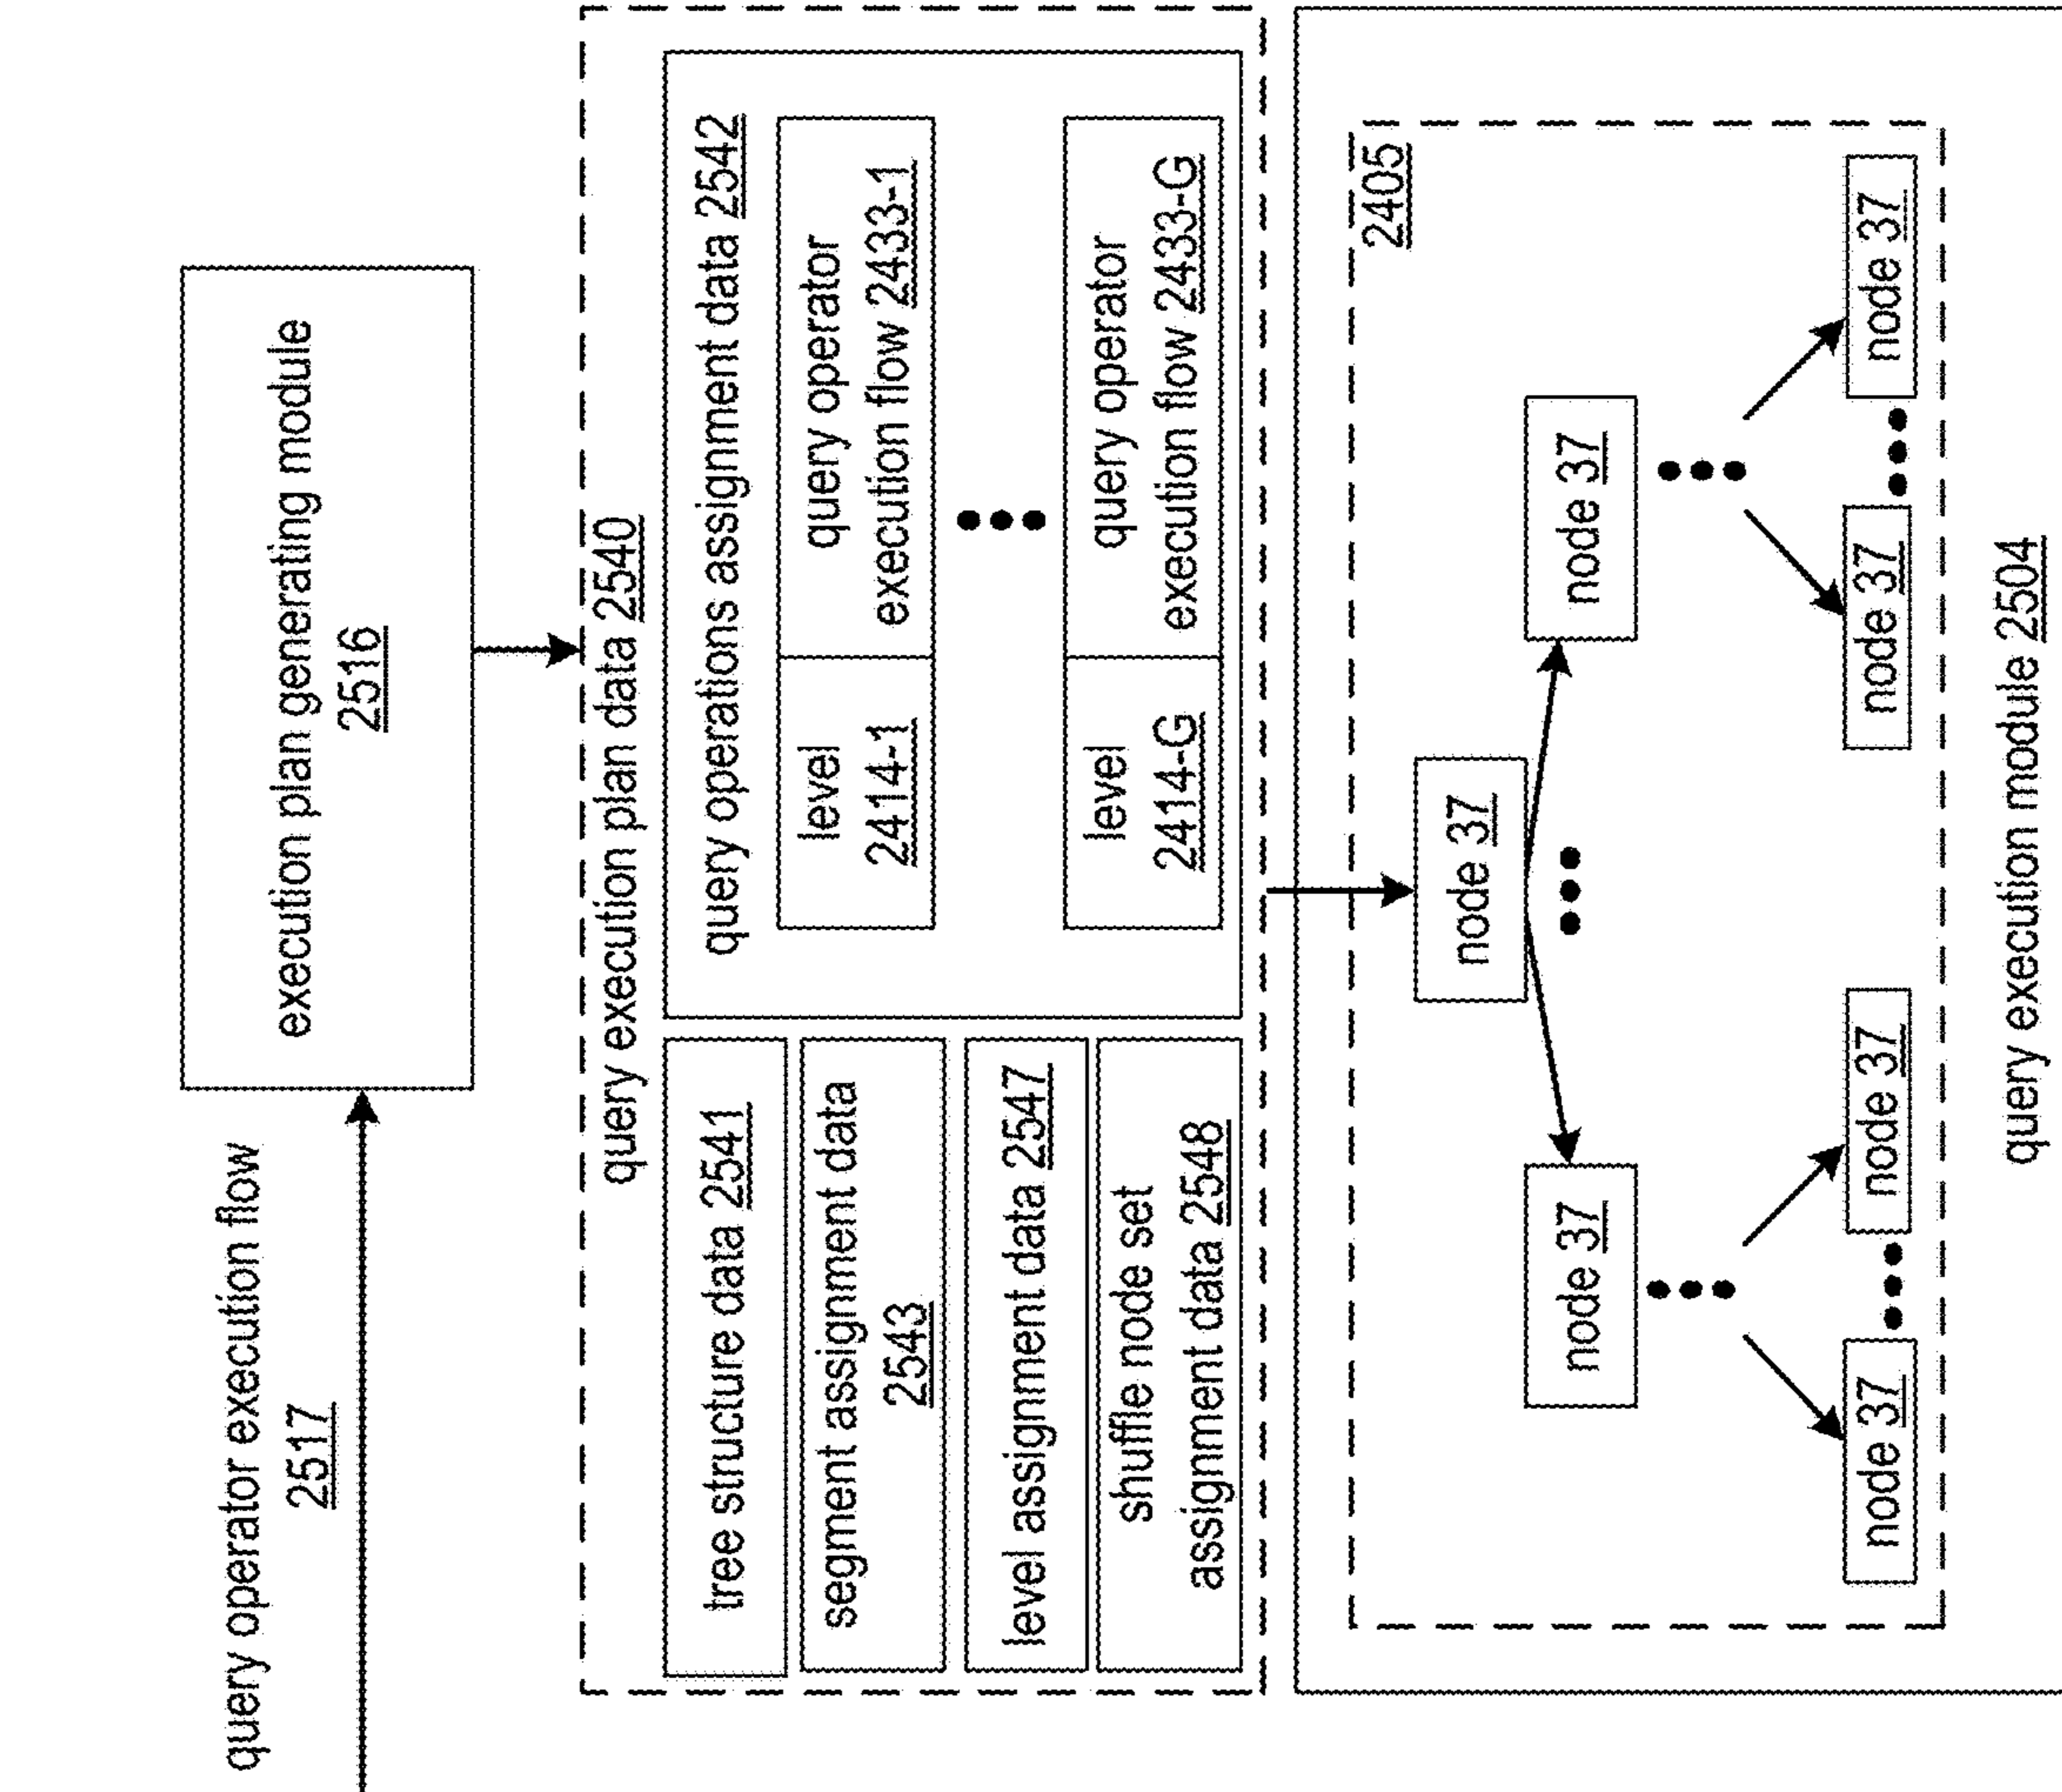 query operator execution flow
2517
execution plan generating module
2516
query execution plan data 2540
tree structure data 2541
segment assignment data
2543
level assignment data 2547
shuffle node set
assignment data 2548
query operations assignment data 2542
level
2414-1
query operator
execution flow 2433-1
level
2414-G
query operator
execution flow 2433-G
2405
node 37
node 37
node 37
node 37
node 37
node 37
node 37
query execution module 2504